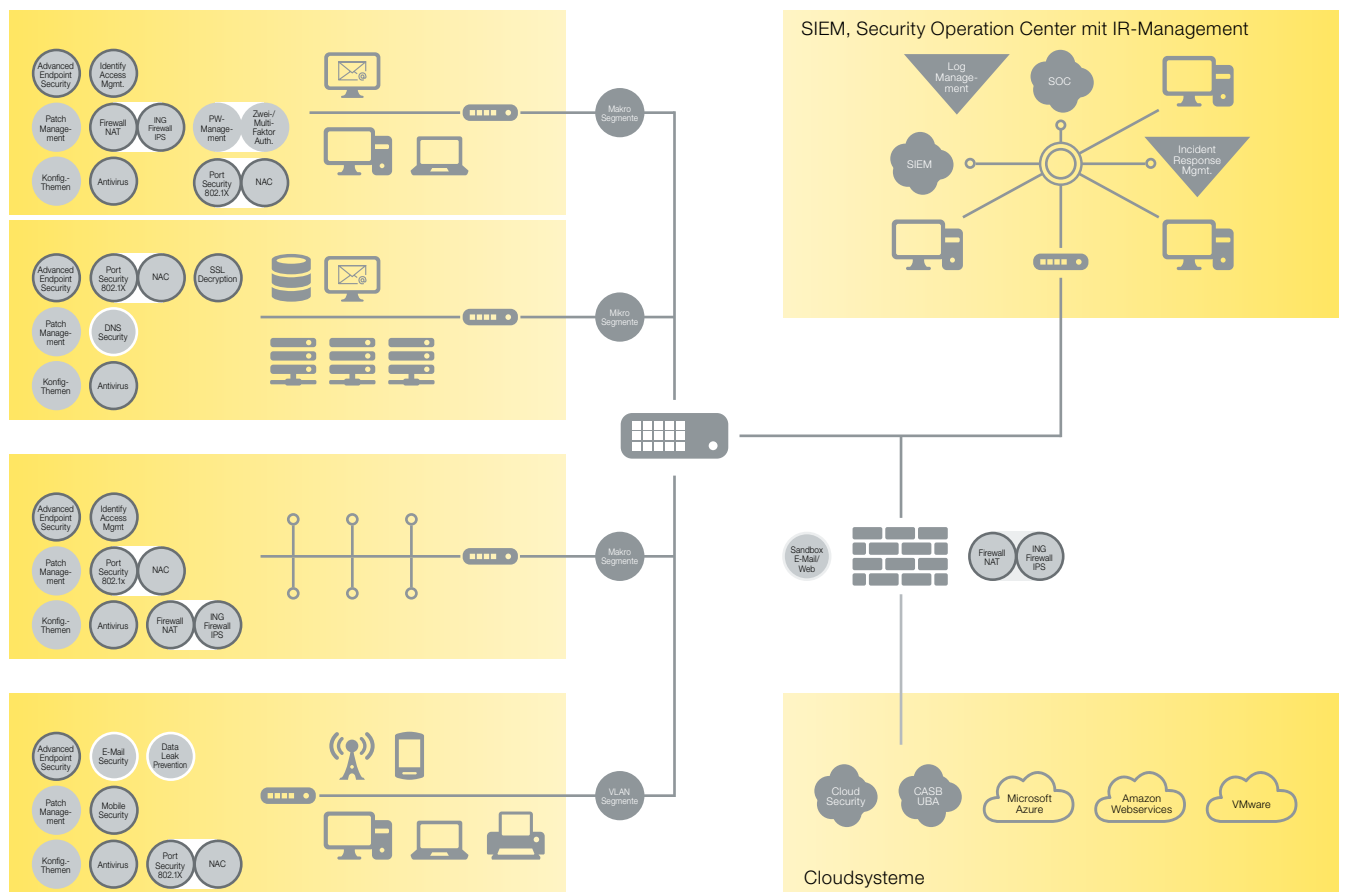 Advanced
Endpoint
Security
Identify
Access
Mgmt.
Patch
Manage-
ment
Firewall
NAT
ING
Firewall
IPS
PW-
Manage-
ment
Zwei-/
Multi-
Faktor
Auth.
Konfig.-
Themen
Antivirus
Port
Security
802.1X
NAC
Makro
Segmente
Advanced
Endpoint
Security
Port
Security
802.1X
NAC
SSL
Decryption
Patch
Manage-
ment
DNS
Security
Konfig-
Themen
Antivirus
Mikro
Segmente
Advanced
Endpoint
Security
Identify
Access
Mgmt
Patch
Manage-
ment
Port
Security
802.1x
NAC
Konfig.-
Themen
Antivirus
Firewall
NAT
ING
Firewall
IPS
Makro
Segmente
Advanced
Endpoint
Security
E-Mail
Security
Data
Leak
Prevention
Patch
Manage-
ment
Mobile
Security
Konfig.-
Themen
Antivirus
Port
Security
802.1X
NAC
VLAN
Segmente
SIEM, Security Operation Center mit IR-Management
Log
Manage-
ment
SOC
SIEM
Incident
Response
Mgmt.
Sandbox
E-Mail/
Web
Firewall
NAT
ING
Firewall
IPS
Cloud
Security
CASB
UBA
Microsoft
Azure
Amazon
Webservices
VMware
Cloudsysteme